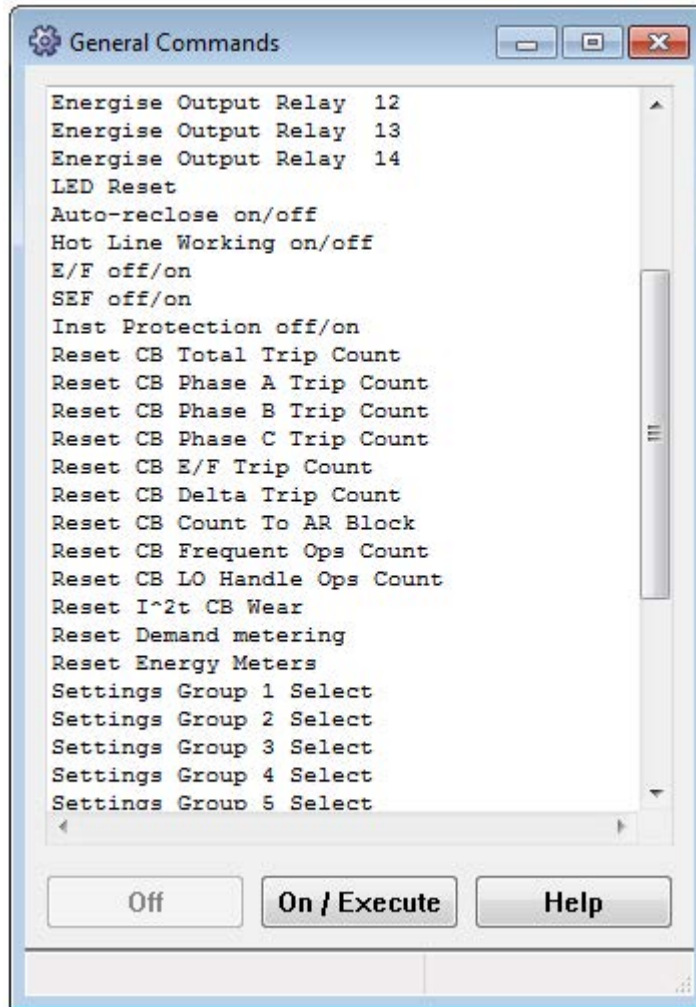 General Commands
Energise Output Relay  12
Energise Output Relay  13
Energise Output Relay  14
LED Reset
Auto-reclose on/off
Hot Line Working on/off
E/F off/on
SEF off/on
Inst Protection off/on
Reset CB Total Trip Count
Reset CB Phase A Trip Count
Reset CB Phase B Trip Count
Reset CB Phase C Trip Count
Reset CB E/F Trip Count
Reset CB Delta Trip Count
Reset CB Count To AR Block
Reset CB Frequent Ops Count
Reset CB LO Handle Ops Count
Reset I^2t CB Wear
Reset Demand metering
Reset Energy Meters
Settings Group 1 Select
Settings Group 2 Select
Settings Group 3 Select
Settings Group 4 Select
Settings Group 5 Select
Off
On / Execute
Help